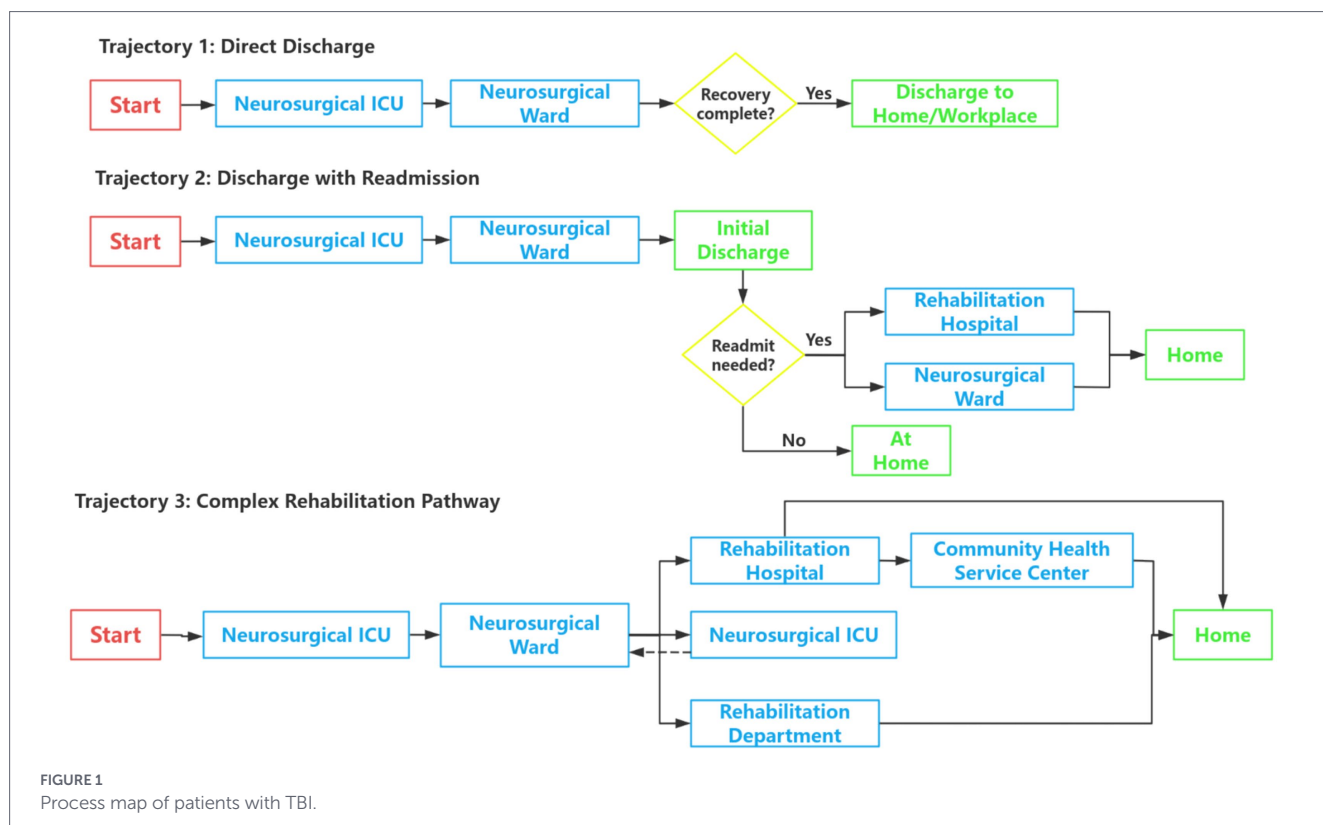 Trajectory 1: Direct Discharge
Start
Neurosurgical ICU
Neurosurgical
Ward
Recovery
complete?
Yes
Discharge to
Home/Workplace
Trajectory 2: Discharge with Readmission
Start
Neurosurgical ICU
Neurosurgical
Ward
Initial
Discharge
Readmit
needed?
Yes
Rehabilitation
Hospital
Neurosurgical
Ward
Home
No
At
Home
Trajectory 3: Complex Rehabilitation Pathway
Start
Neurosurgical ICU
Neurosurgical
Ward
Rehabilitation
Hospital
Community Health
Service Center
Neurosurgical ICU
Rehabilitation
Department
Home
FIGURE 1
Process map of patients with TBI.